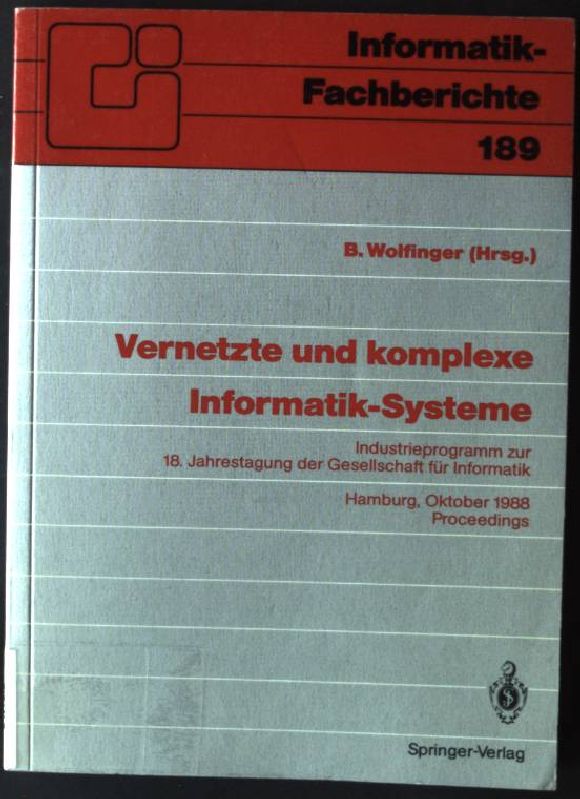 Informatik-
Fachberichte
189
B. Wolfinger (Hrsg.)
Vernetzte und komplexe
Informatik-Systeme
Industrieprogramm zur
18. Jahrestagung der Gesellschaft für Informatik
Hamburg, Oktober 1988
Proceedings
Springer-Verlag